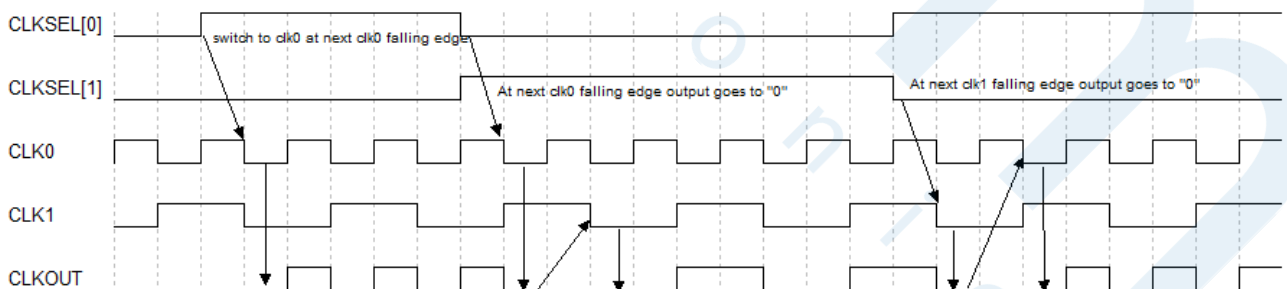 CLKSEL[0]
switch to clk0 at next clk0 falling edge
CLKSEL[1]
At next clk0 falling edge output goes to "0"
At next clk1 falling edge output goes to "0"
CLK0
CLK1
CLKOUT